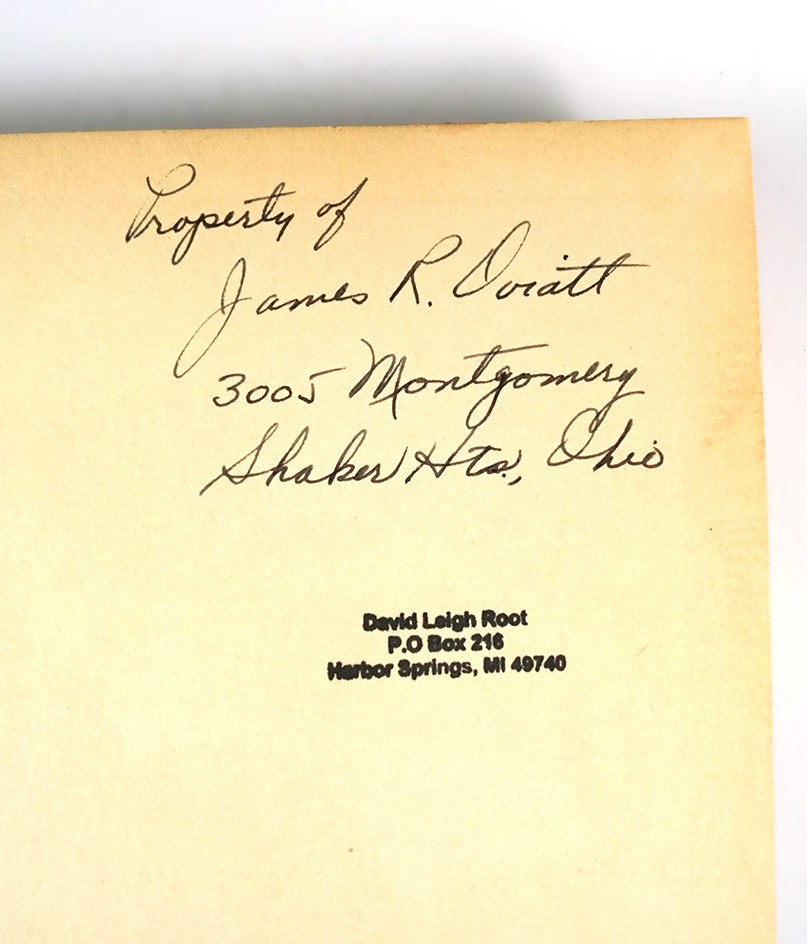 Property of
James R. Oviatt
3005 Montgomery
Shaker Hts., Ohio
David Leigh Root
P.O Box 216
Harbor Springs, MI 49740